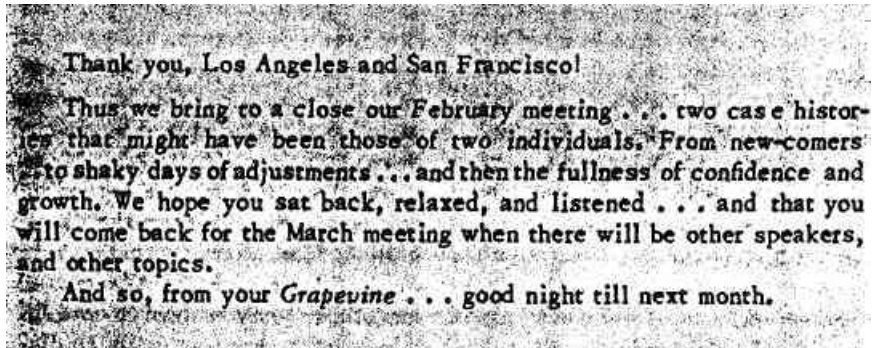 Thank you, Los Angeles and San Francisco!
Thus we bring to a close our February meeting . . . two case histor-
ies that might have been those of two individuals. From new-comers
to shaky days of adjustments...and then the fullness of confidence and
growth. We hope you sat back, relaxed, and listened . . . and that you
will come back for the March meeting when there will be other speakers,
and other topics.
And so, from your Grapevine . . . good night till next month.